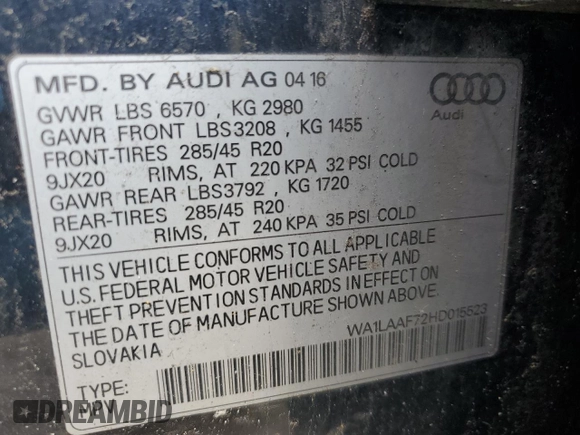 MFD. BY AUDI AG 04 16
Audi
GVWR LBS 6570 , KG 2980
GAWR FRONT LBS3208 , KG 1455
FRONT-TIRES 285/45 R20
9JX20 RIMS, AT 220 KPA 32 PSI COLD
GAWR REAR LBS3792 , KG 1720
REAR-TIRES 285/45 R20
9JX20 RIMS, AT 240 KPA 35 PSI COLD
THIS VEHICLE CONFORMS TO ALL APPLICABLE
U.S. FEDERAL MOTOR VEHICLE SAFETY AND
THEFT PREVENTION STANDARDS IN EFFECT ON
THE DATE OF MANUFACTURE SHOWN ABOVE.
SLOVAKIA
WA1LAAF72HD015523
TYPE:
MPV
DREAMBID